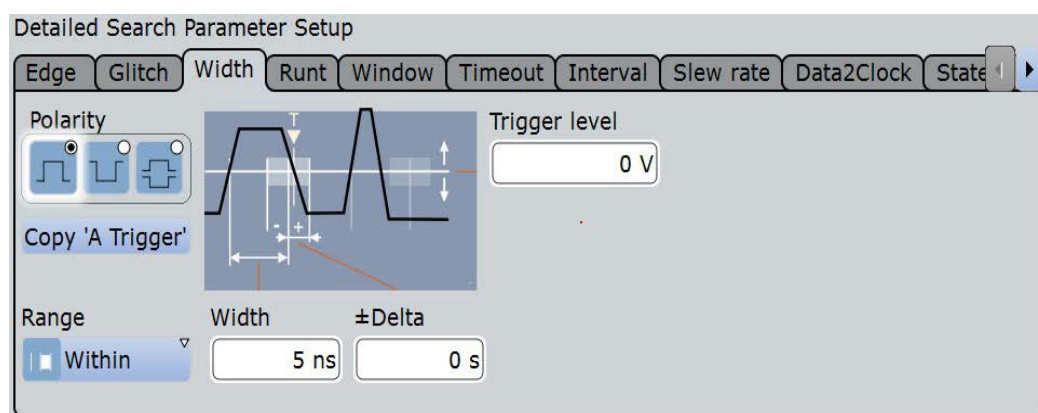 Detailed Search Parameter Setup
Edge Glitch Width Runt Window Timeout Interval Slew rate Data2Clock State
Polarity
T
Trigger level
0 V
- +
Copy 'A Trigger'
Range Width ±Delta
Within 5 ns 0 s